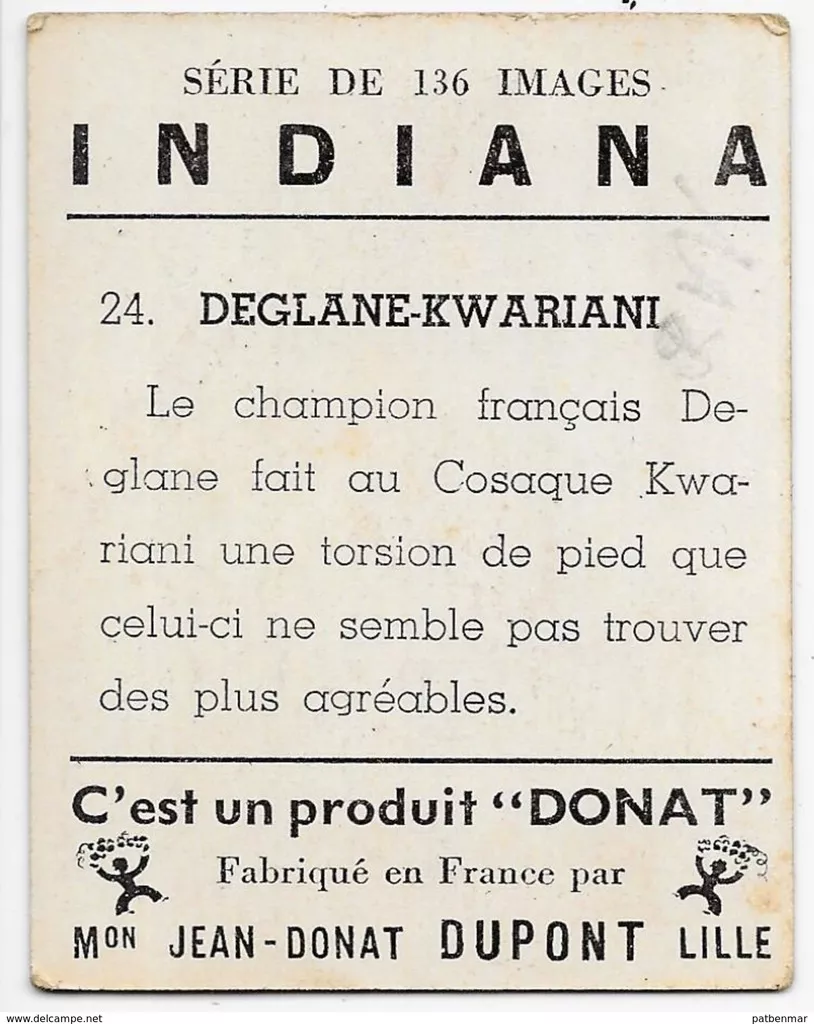 SÉRIE DE 136 IMAGES
INDIANA
24. DEGLANE-KWARIANI
Le champion français De-
glane fait au Cosaque Kwa-
riani une torsion de pied que
celui-ci ne semble pas trouver
des plus agréables.
C'est un produit “DONAT”
Fabriqué en France par
MON JEAN-DONAT DUPONT LILLE
https://www.delcampe.net
patbenmar